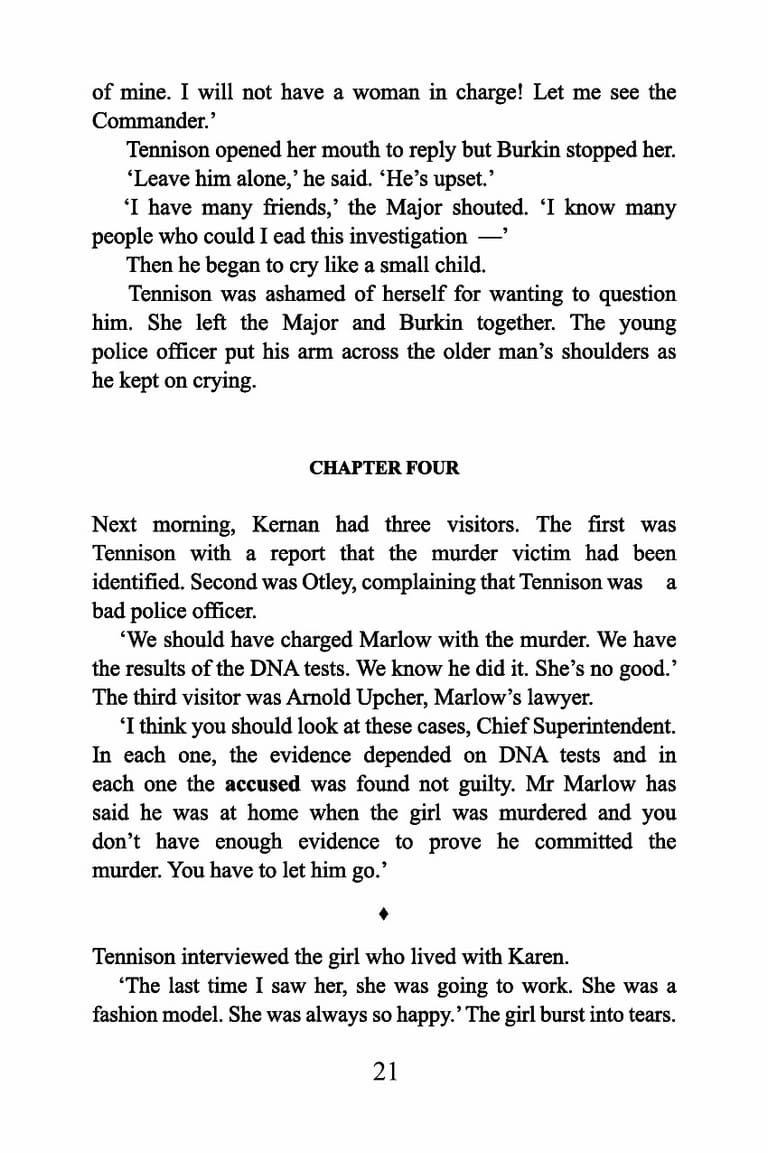 of mine. I will not have a woman in charge! Let me see the
Commander.’
Tennison opened her mouth to reply but Burkin stopped her.
‘Leave him alone,’ he said. ‘He’s upset.’
‘I have many friends,’ the Major shouted. ‘I know many
people who could I ead this investigation —’
Then he began to cry like a small child.
Tennison was ashamed of herself for wanting to question
him. She left the Major and Burkin together. The young
police officer put his arm across the older man’s shoulders as
he kept on crying.
CHAPTER FOUR
Next morning, Kernan had three visitors. The first was
Tennison with a report that the murder victim had been
identified. Second was Otley, complaining that Tennison was a
bad police officer.
‘We should have charged Marlow with the murder. We have
the results of the DNA tests. We know he did it. She’s no good.’
The third visitor was Arnold Upcher, Marlow’s lawyer.
‘I think you should look at these cases, Chief Superintendent.
In each one, the evidence depended on DNA tests and in
each one the accused was found not guilty. Mr Marlow has
said he was at home when the girl was murdered and you
don’t have enough evidence to prove he committed the
murder. You have to let him go.’
♦
Tennison interviewed the girl who lived with Karen.
‘The last time I saw her, she was going to work. She was a
fashion model. She was always so happy.’ The girl burst into tears.
21